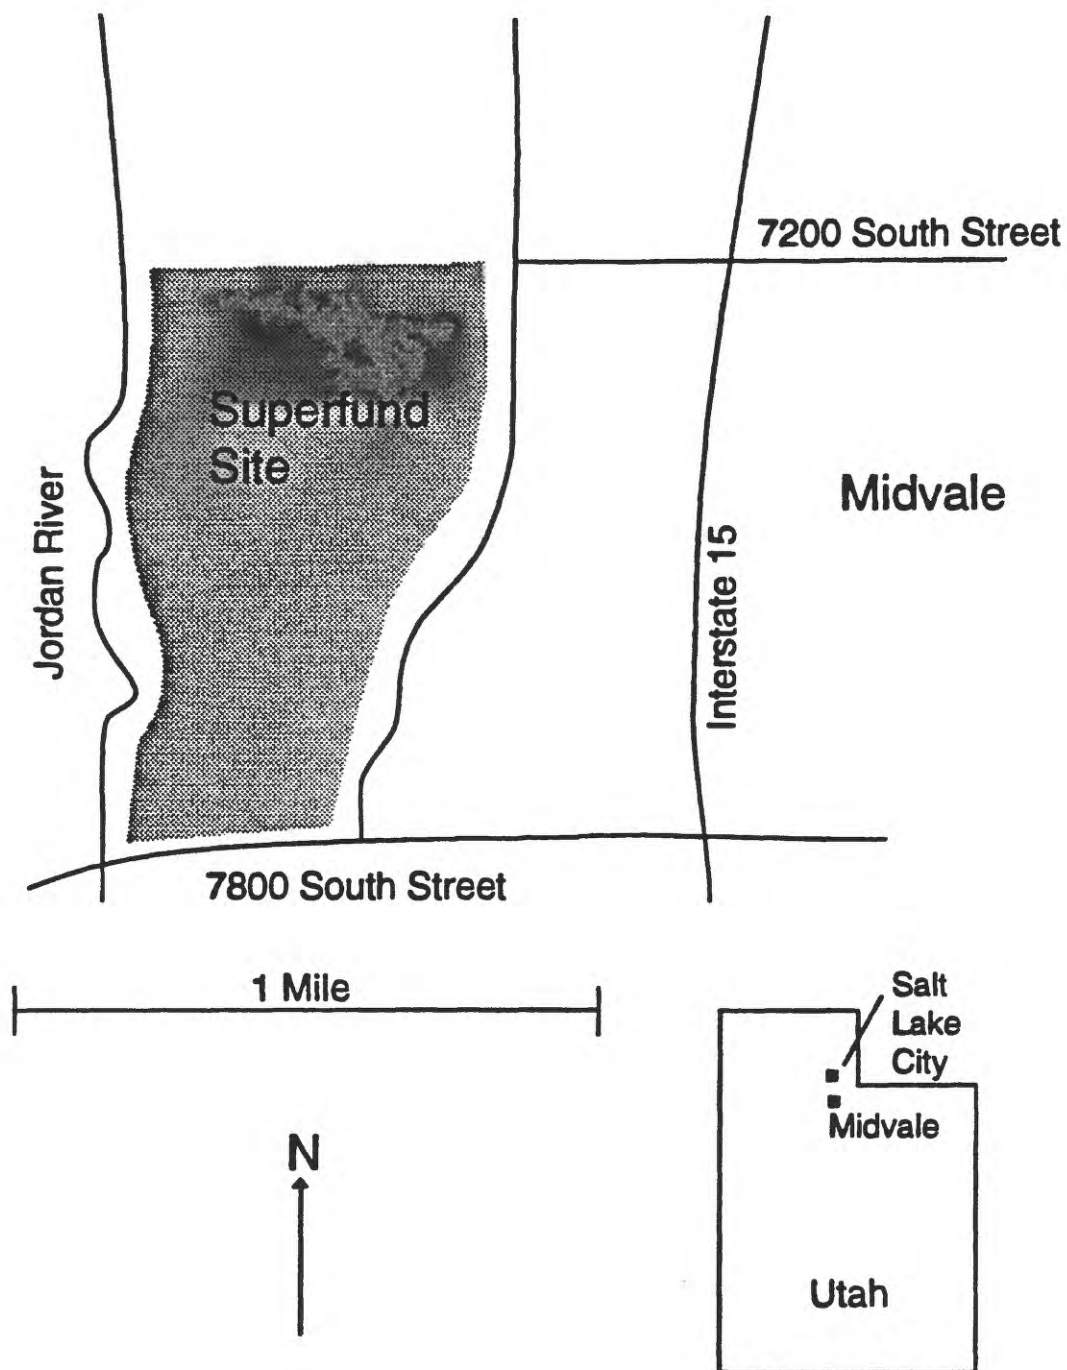 7200 South Street
Superfund
Site
Jordan River
Midvale
Interstate 15
7800 South Street
1 Mile
Salt
Lake
City
Midvale
N
Utah